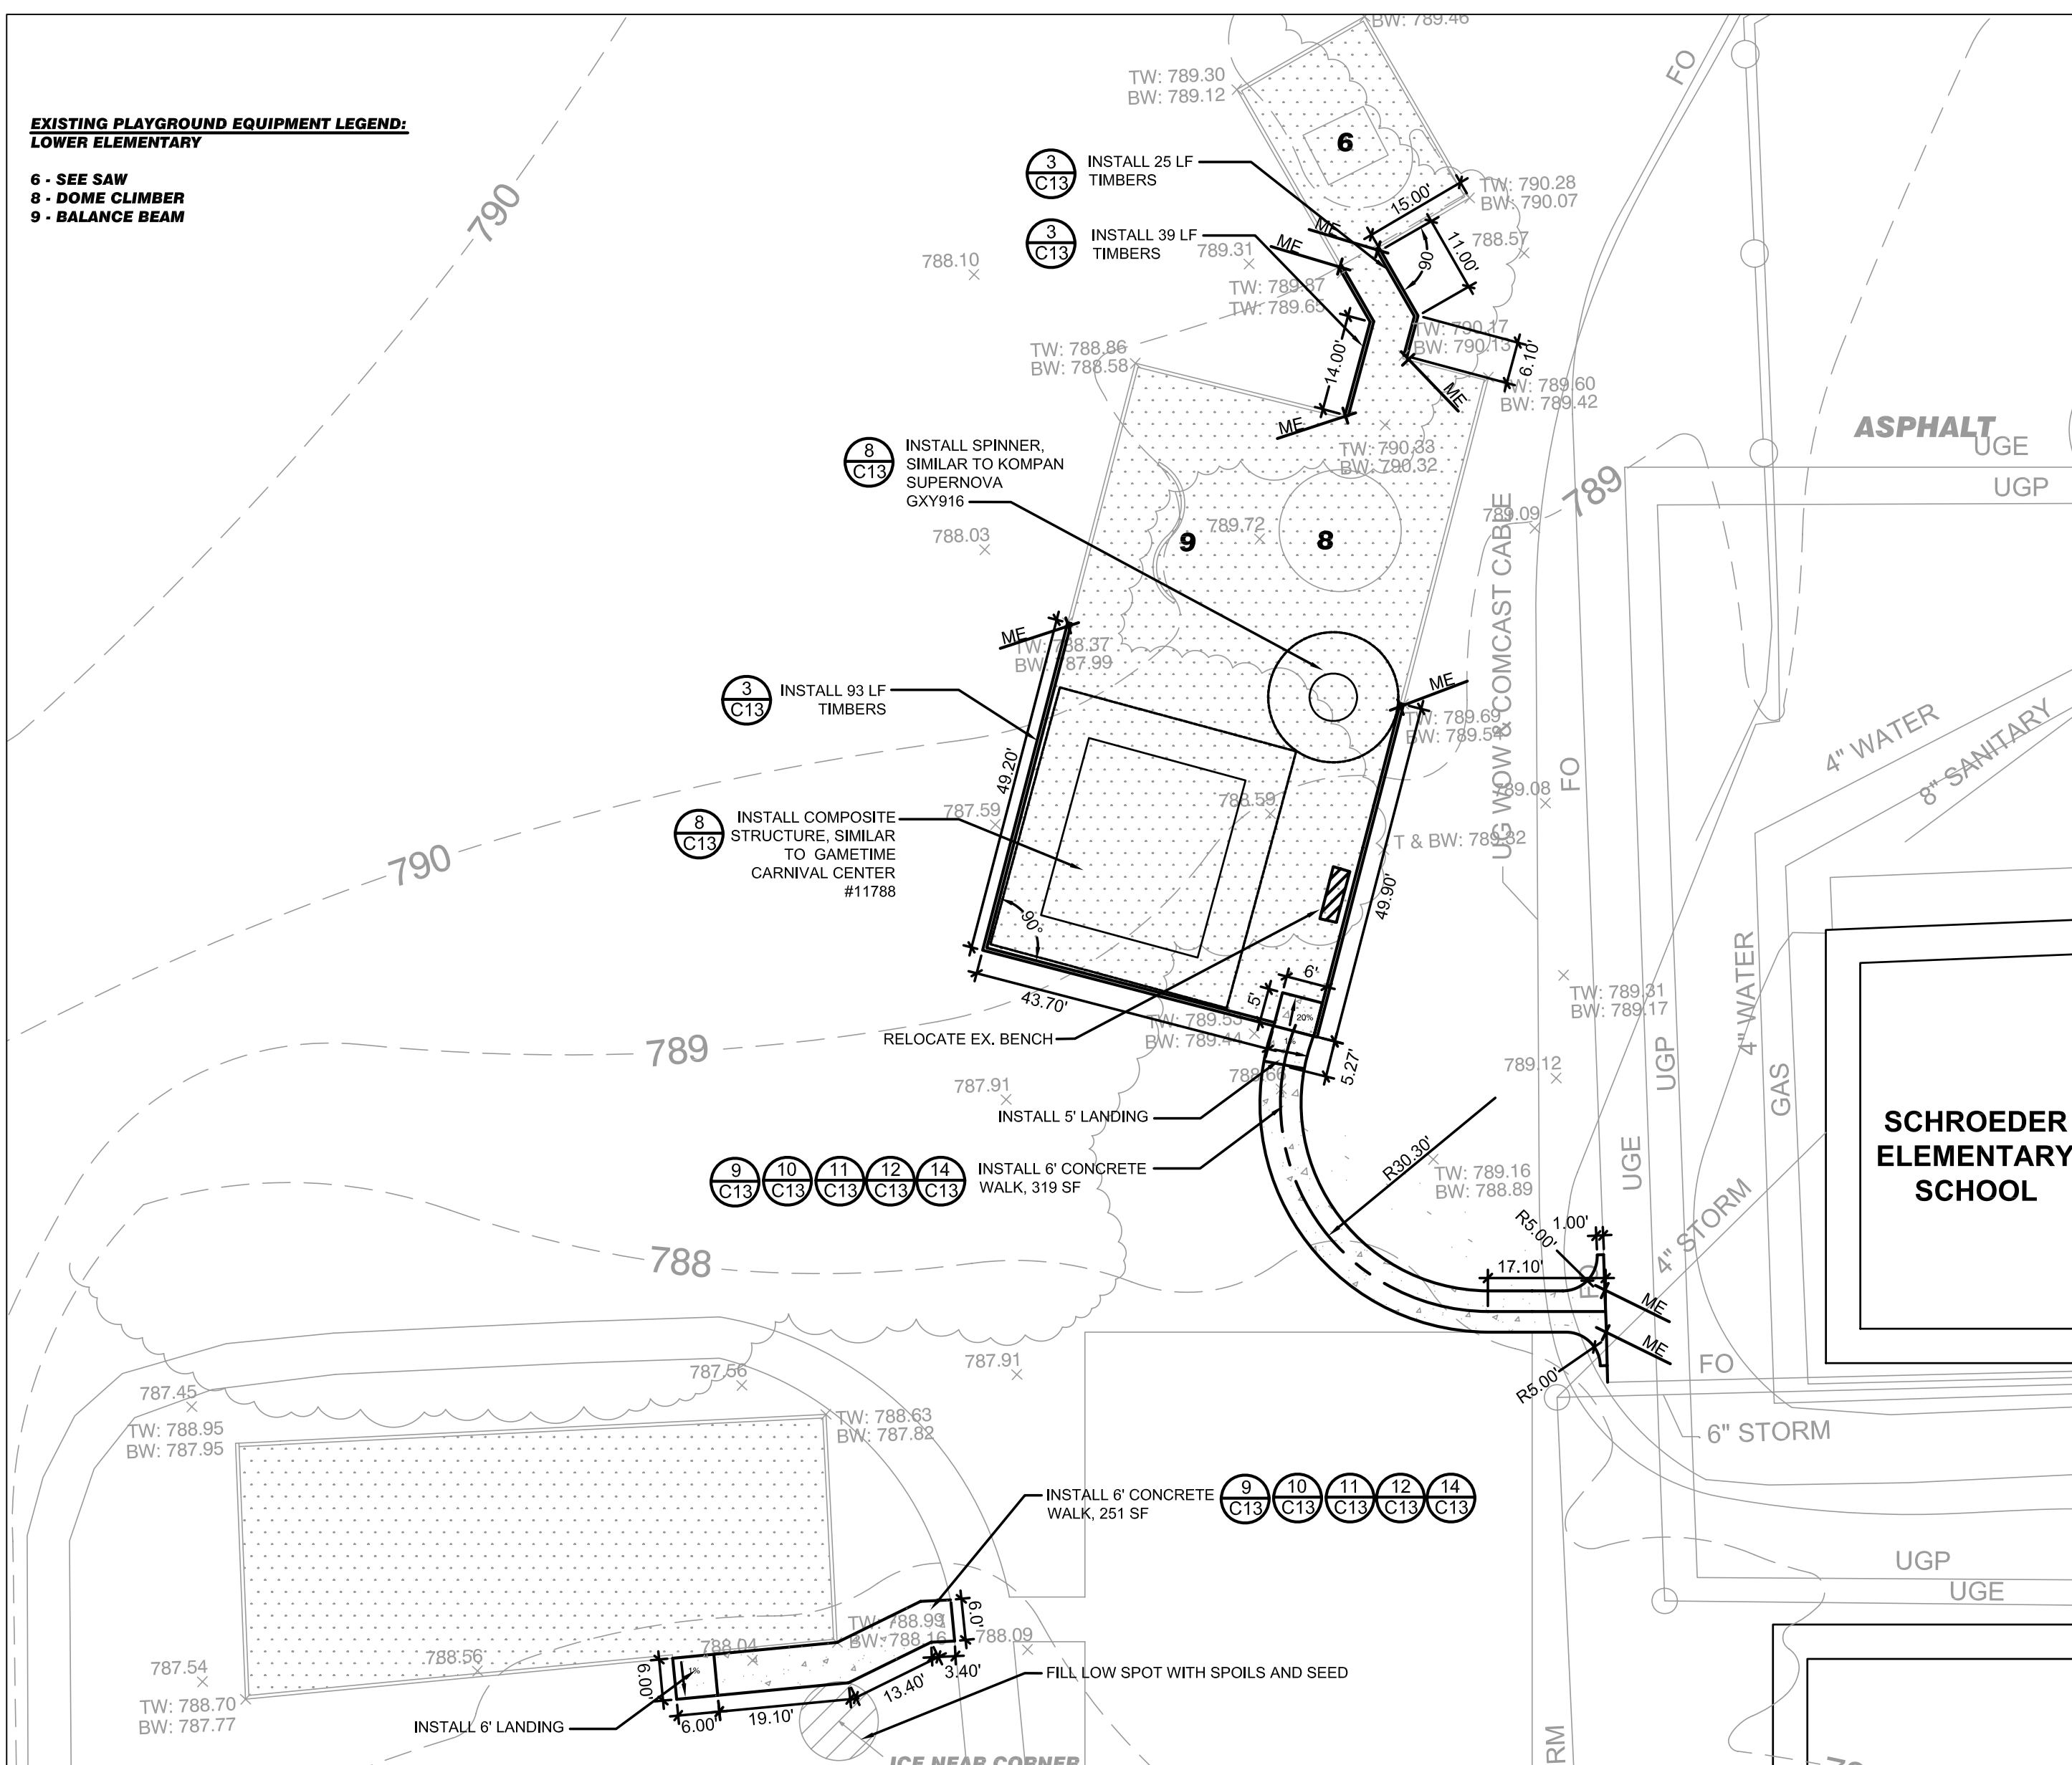 BW: 789.46
TW: 789.30
BW: 789.12
FO
EXISTING PLAYGROUND EQUIPMENT LEGEND:
LOWER ELEMENTARY
6 - SEE SAW
8 - DOME CLIMBER
9 - BALANCE BEAM
6
3
C13
INSTALL 25 LF
TIMBERS
790
15.00'
TW: 790.28
BW: 790.07
3
C13
INSTALL 39 LF
TIMBERS
ME
ME
789.31
788.10
90
11.00'
788.57
TW: 789.87
TW: 789.65
TW: 790.17
BW: 790.13
6.10'
14.00'
TW: 788.86
BW: 788.58
ME
TW: 789.60
BW: 789.42
ME
ASPHALT
UGE
UGP
8
C13
INSTALL SPINNER,
SIMILAR TO KOMPAN
SUPERNOVA
GXY916
TW: 790.33
BW: 790.32
789
789.09
788.03
789.72
9
8
UG WOW & COMCAST CABLE
ME
TW: 788.37
BW: 787.99
3
C13
INSTALL 93 LF
TIMBERS
ME
TW: 789.69
BW: 789.54
4" WATER
8" SANITARY
FO
49.20'
789.08
787.59
788.59
8
C13
INSTALL COMPOSITE
STRUCTURE, SIMILAR
TO GAMETIME
CARNIVAL CENTER
#11788
T & BW: 789.82
790
49.90'
90°
6'
5'
43.70'
20%
1%
TW: 789.53
BW: 789.44
RELOCATE EX. BENCH
789
TW: 789.31
BW: 789.17
4" WATER
UGP
GAS
5.27'
788.66
789.12
787.91
INSTALL 5' LANDING
SCHROEDER
ELEMENTARY
SCHOOL
9
C13
10
C13
11
C13
12
C13
14
C13
INSTALL 6' CONCRETE
WALK, 319 SF
R30.30'
TW: 789.16
BW: 788.89
UGE
4" STORM
R5.00'
1.00'
788
17.10'
FO
ME
ME
R5.00'
FO
787.91
787.56
787.45
TW: 788.95
BW: 787.95
TW: 788.63
BW: 787.82
6" STORM
INSTALL 6' CONCRETE
WALK, 251 SF
9
C13
10
C13
11
C13
12
C13
14
C13
UGP
UGE
6.0'
TW: 788.99
BW: 788.16
788.09
788.04
788.56
787.54
6.00'
1%
3.40'
13.40'
FILL LOW SPOT WITH SPOILS AND SEED
TW: 788.70
BW: 787.77
INSTALL 6' LANDING
6.00'
19.10'
ICE NEAR CORNER
RM